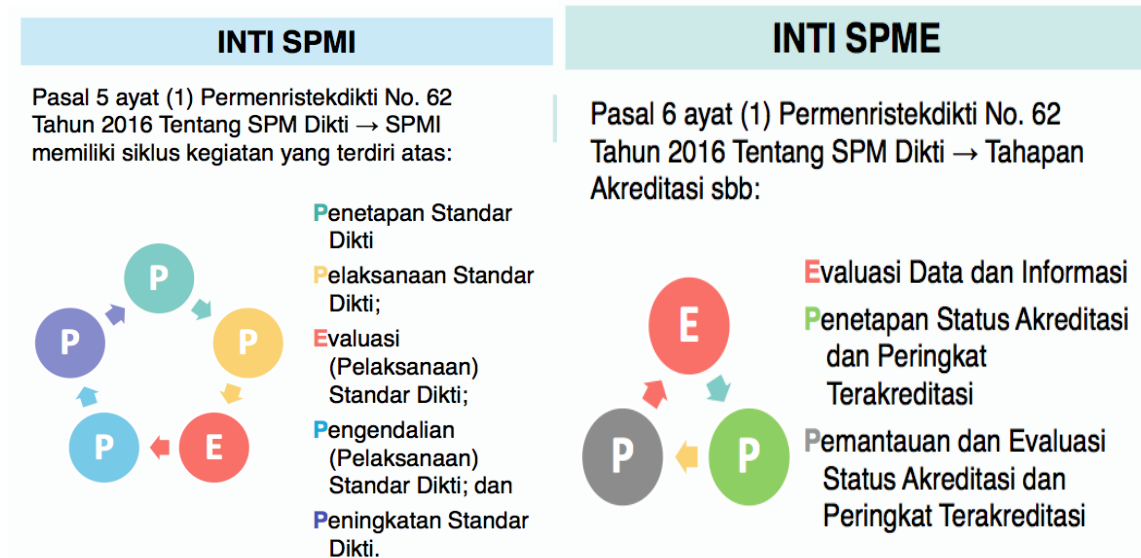 INTI SPMI
Pasal 5 ayat (1) Permenristekdikti No. 62
Tahun 2016 Tentang SPM Dikti → SPMI
memiliki siklus kegiatan yang terdiri atas:
P
P
E
P
P
Penetapan Standar
Dikti
Pelaksanaan Standar
Dikti;
Evaluasi
(Pelaksanaan)
Standar Dikti;
Pengendalian
(Pelaksanaan)
Standar Dikti; dan
Peningkatan Standar
Dikti.
INTI SPME
Pasal 6 ayat (1) Permenristekdikti No. 62
Tahun 2016 Tentang SPM Dikti → Tahapan
Akreditasi sbb:
E
P
P
Evaluasi Data dan Informasi
Penetapan Status Akreditasi
dan Peringkat
Terakreditasi
Pemantauan dan Evaluasi
Status Akreditasi dan
Peringkat Terakreditasi